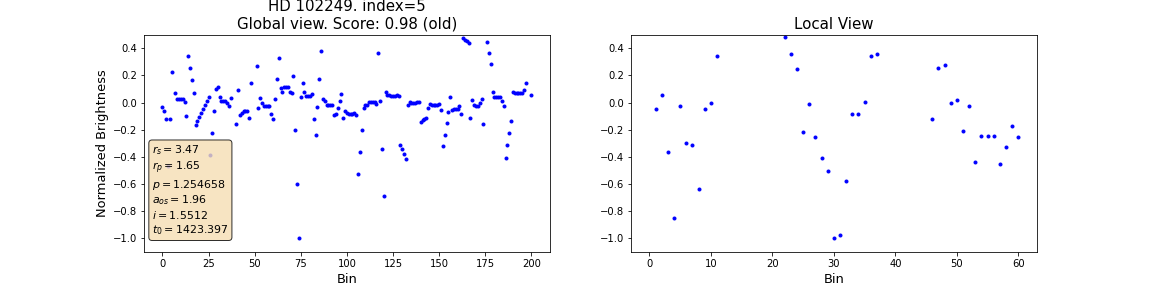 HD 102249. index=5
Global view. Score: 0.98 (old)
Local View
Normalized Brightness
0.4
0.2
0.0
−0.2
−0.4
−0.6
−0.8
−1.0
r_s = 3.47
r_p = 1.65
p = 1.254658
a_os = 1.96
i = 1.5512
t_0 = 1423.397
0 25 50 75 100 125 150 175 200
Bin
0.4
0.2
0.0
−0.2
−0.4
−0.6
−0.8
−1.0
0 10 20 30 40 50 60
Bin